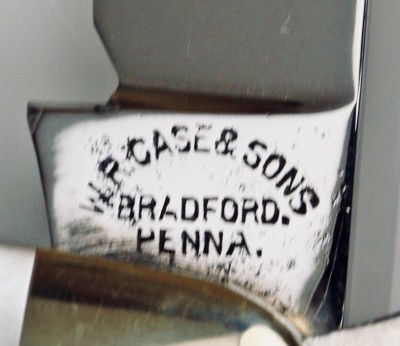 W.R. CASE & SONS
BRADFORD.
PENNA.